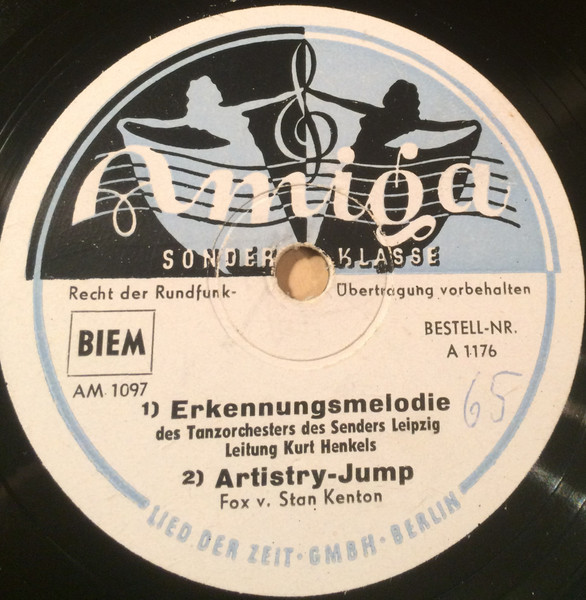 Amiga
SONDER KLASSE
Recht der Rundfunk- Übertragung vorbehalten
BIEM
BESTELL-NR.
A 1176
AM 1097
65
1) Erkennungsmelodie
des Tanzorchesters des Senders Leipzig
Leitung Kurt Henkels
2) Artistry-Jump
Fox v. Stan Kenton
LIED DER ZEIT · GMBH · BERLIN